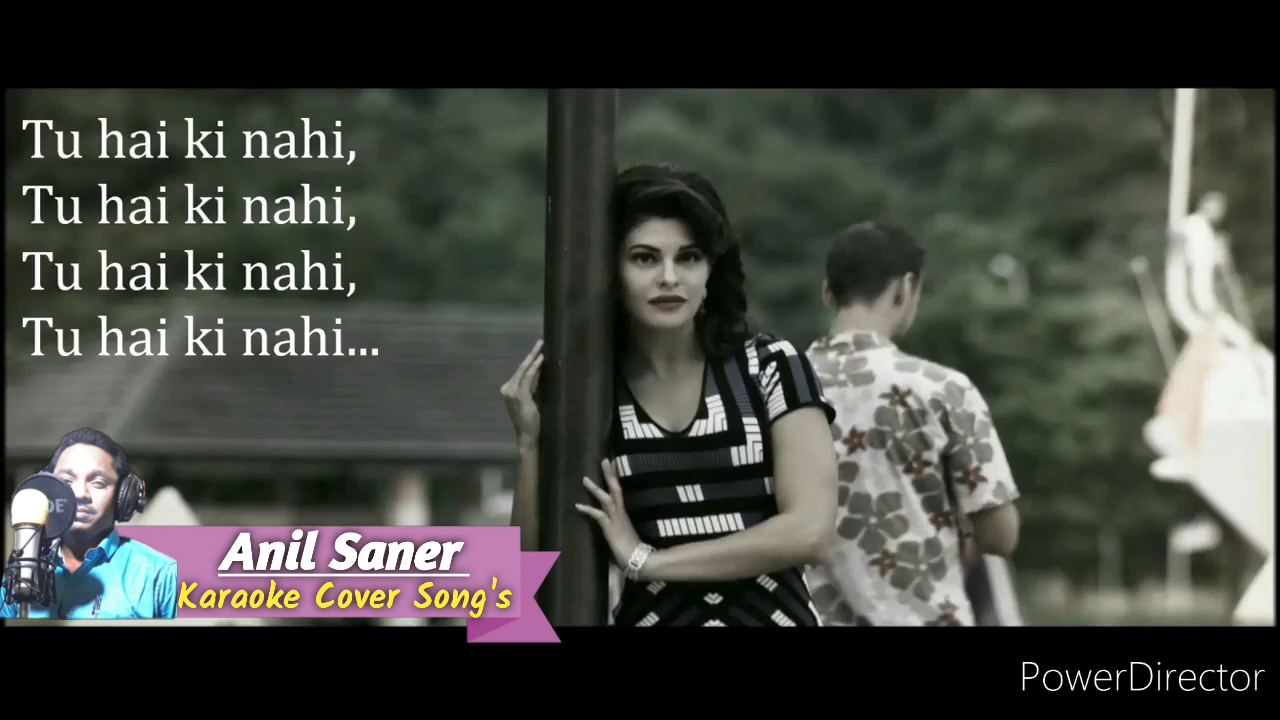 Tu hai ki nahi,
Tu hai ki nahi,
Tu hai ki nahi,
Tu hai ki nahi...
Anil Saner
Karaoke Cover Song's
PowerDirector